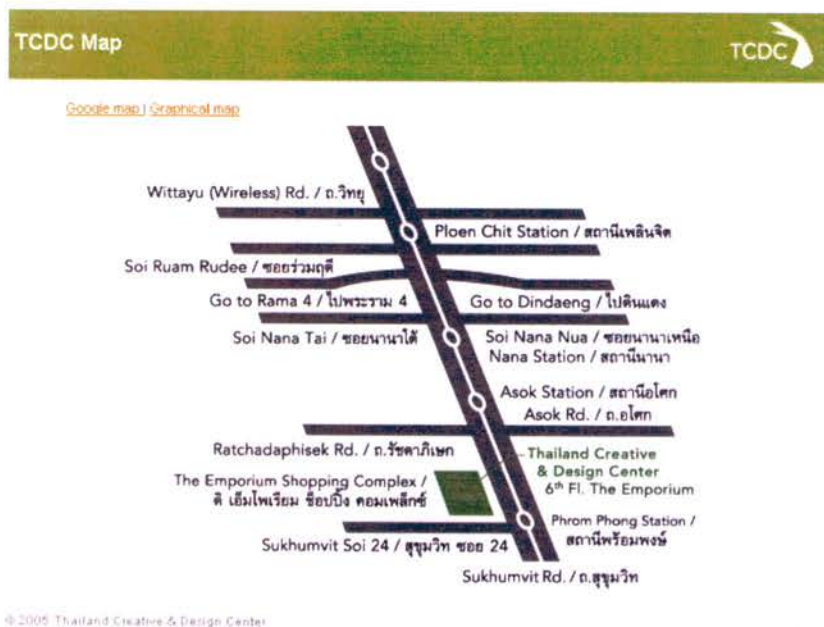 TCDC Map
TCDC
Google map | Graphical map
Wittayu (Wireless) Rd. / ถ.วิทยุ
Ploen Chit Station / สถานีเพลินจิต
Soi Ruam Rudee / ซอยร่วมฤดี
Go to Rama 4 / ไปพระราม 4
Go to Dindaeng / ไปดินแดง
Soi Nana Tai / ซอยนานาใต้
Soi Nana Nua / ซอยนานาเหนือ
Nana Station / สถานีนานา
Asok Station / สถานีอโศก
Asok Rd. / ถ.อโศก
Ratchadaphisek Rd. / ถ.รัชดาภิเษก
Thailand Creative
& Design Center
6th Fl. The Emporium
The Emporium Shopping Complex /
ดิ เอ็มโพเรียม ช็อปปิ้ง คอมเพล็กซ์
Phrom Phong Station /
สถานีพร้อมพงษ์
Sukhumvit Soi 24 / สุขุมวิท ซอย 24
Sukhumvit Rd. / ถ.สุขุมวิท
© 2005 Thailand Creative & Design Center